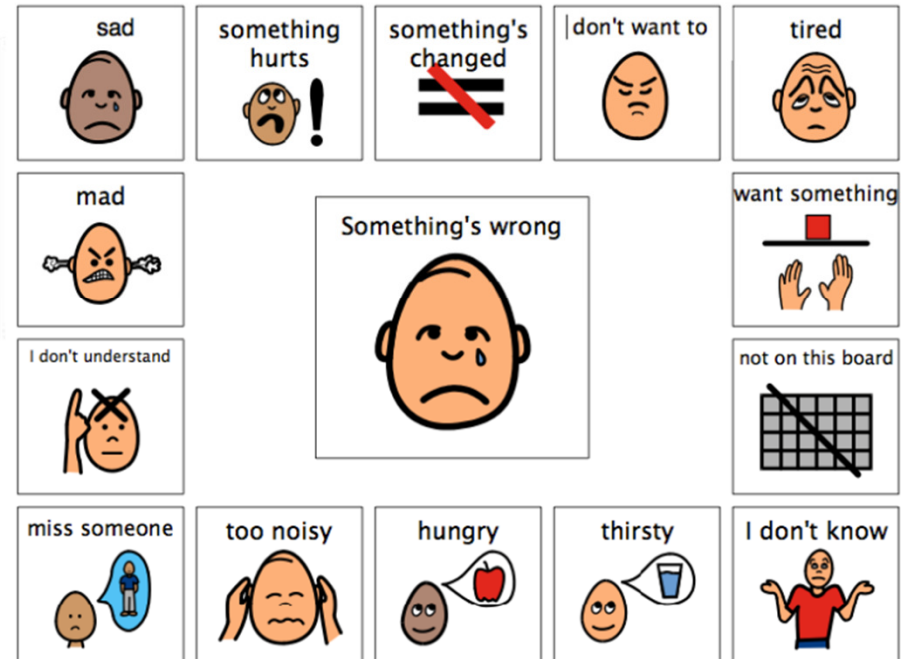 sad
something
hurts
something's
changed
don't want to
tired
mad
Something's wrong
want something
I don't understand
not on this board
miss someone
too noisy
hungry
thirsty
I don't know